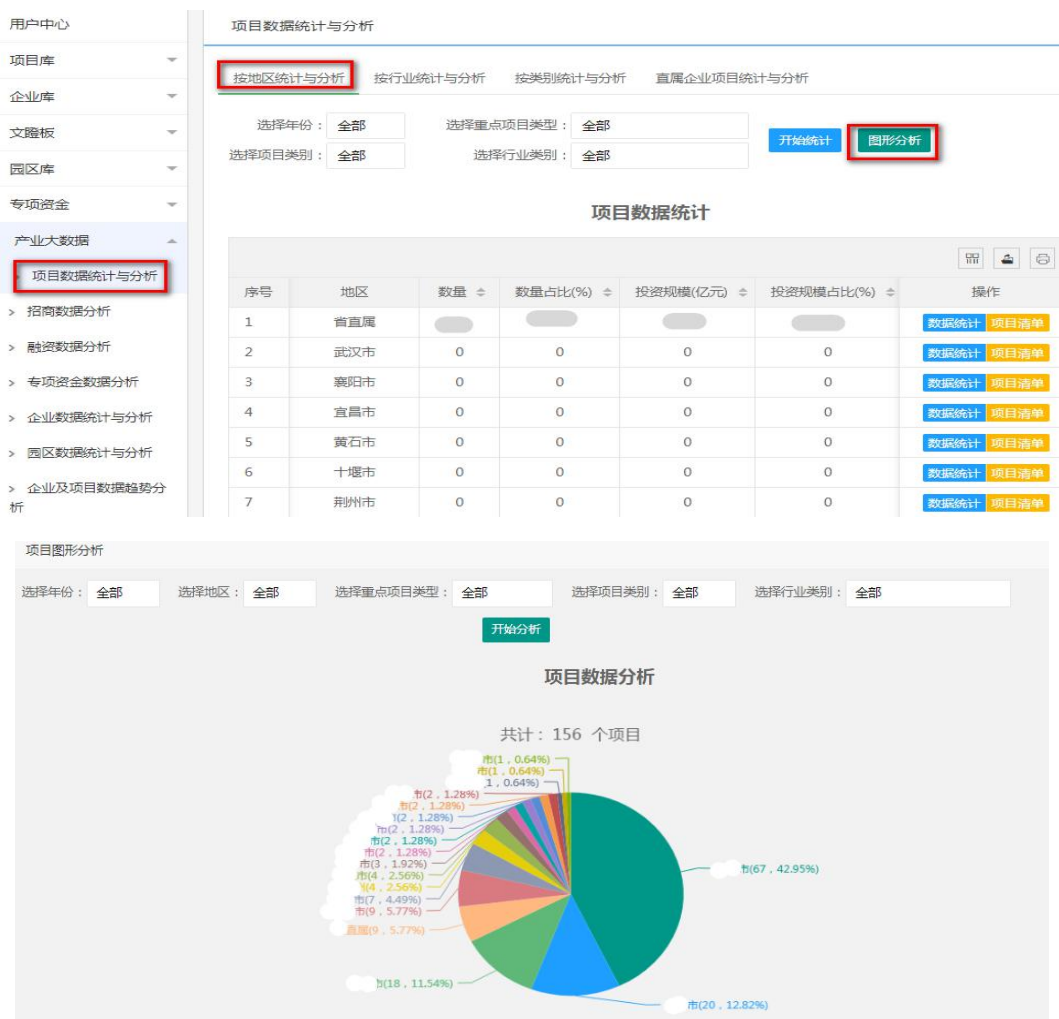 用户中心
项目库
企业库
文瞪板
园区库
专项资金
产业大数据
项目数据统计与分析
> 招商数据分析
> 融资数据分析
> 专项资金数据分析
> 企业数据统计与分析
> 园区数据统计与分析
> 企业及项目数据趋势分
析
项目数据统计与分析
按地区统计与分析 按行业统计与分析 按类别统计与分析 直属企业项目统计与分析
选择年份： 全部 选择重点项目类型： 全部
选择项目类别： 全部 选择行业类别： 全部
开始统计 图形分析
项目数据统计
序号 地区 数量 数量占比(%) 投资规模(亿元) 投资规模占比(%) 操作
1 省直属 数据统计 项目清单
2 武汉市 0 0 0 0 数据统计 项目清单
3 襄阳市 0 0 0 0 数据统计 项目清单
4 宜昌市 0 0 0 0 数据统计 项目清单
5 黄石市 0 0 0 0 数据统计 项目清单
6 十堰市 0 0 0 0 数据统计 项目清单
7 荆州市 0 0 0 0 数据统计 项目清单
项目图形分析
选择年份： 全部 选择地区： 全部 选择重点项目类型： 全部 选择项目类别： 全部 选择行业类别： 全部
开始分析
项目数据分析
共计： 156 个项目
市(1 , 0.64%)
市(1 , 0.64%)
1 , 0.64%)
市(2 , 1.28%)
市(2 , 1.28%)
(2 , 1.28%)
市(2 , 1.28%)
市(2 , 1.28%)
市(2 , 1.28%)
市(3 , 1.92%)
市(4 , 2.56%)
(4 , 2.56%)
市(7 , 4.49%)
市(9 , 5.77%)
直属(9 , 5.77%)
市(18 , 11.54%)
市(67 , 42.95%)
市(20 , 12.82%)